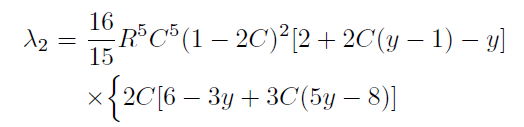 λ₂ = 16/15 R⁵C⁵(1 − 2C)²[2 + 2C(y − 1) − y]
×{2C[6 − 3y + 3C(5y − 8)]